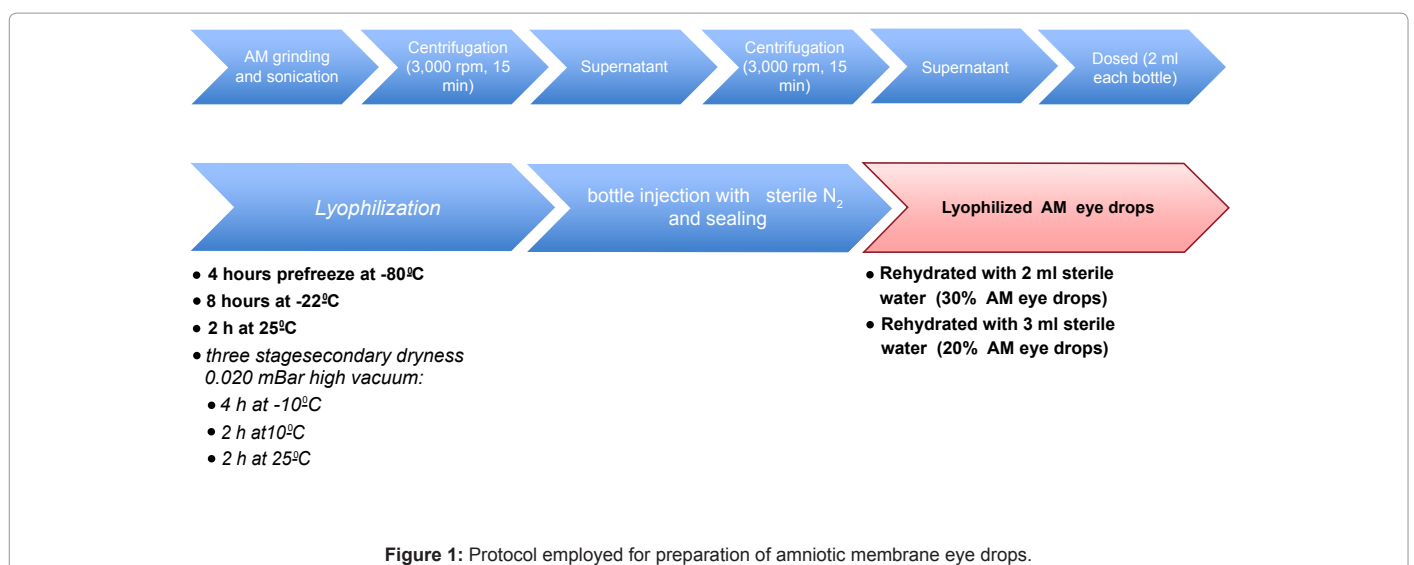 AM grinding
and sonication
Centrifugation
(3,000 rpm, 15
min)
Supernatant
Centrifugation
(3,000 rpm, 15
min)
Supernatant
Dosed (2 ml
each bottle)
Lyophilization
bottle injection with sterile N₂
and sealing
Lyophilized AM eye drops
• 4 hours prefreeze at -80ºC
• 8 hours at -22ºC
• 2 h at 25ºC
• three stagesecondary dryness
0.020 mBar high vacuum:
• 4 h at -10ºC
• 2 h at10ºC
• 2 h at 25ºC
• Rehydrated with 2 ml sterile
water (30% AM eye drops)
• Rehydrated with 3 ml sterile
water (20% AM eye drops)
Figure 1: Protocol employed for preparation of amniotic membrane eye drops.